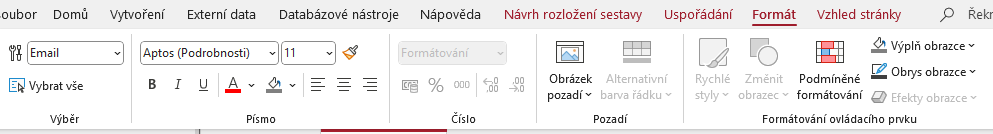 oubor Domů Vytvoření Externí data Databázové nástroje Nápověda Návrh rozložení sestavy Uspořádání Formát Vzhled stránky Řekn
Email Aptos (Podrobnosti) 11 Formátování
Vybrat vše B I U A % 000
Obrázek pozadí
Alternativní barva řádku
Rychlé styly
Změnit obrazec
Podmíněné formátování
Výplň obrazce
Obrys obrazce
Efekty obrazce
Výběr Písmo Číslo Pozadí Formátování ovládacího prvku